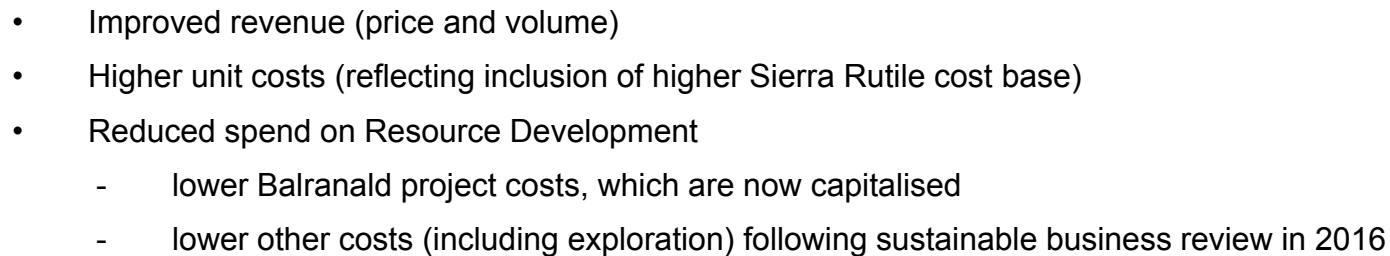 • Improved revenue (price and volume)
• Higher unit costs (reflecting inclusion of higher Sierra Rutile cost base)
• Reduced spend on Resource Development
- lower Balranald project costs, which are now capitalised
- lower other costs (including exploration) following sustainable business review in 2016